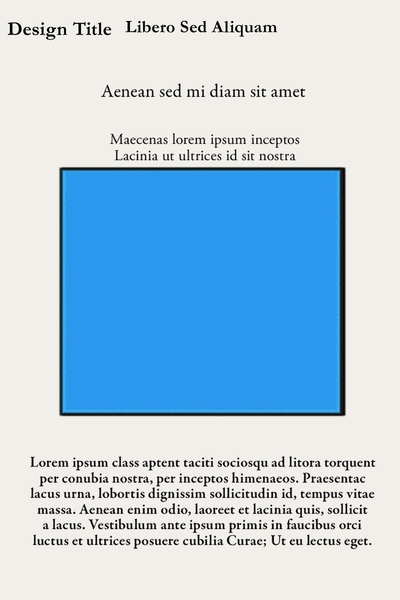 Design Title Libero Sed Aliquam
Aenean sed mi diam sit amet
Maecenas lorem ipsum inceptos
Lacinia ut ultrices id sit nostra
Lorem ipsum class aptent taciti sociosqu ad litora torquent
per conubia nostra, per inceptos himenaeos. Praesentac
lacus urna, lobortis dignissim sollicitudin id, tempus vitae
massa. Aenean enim odio, laoreet et lacinia quis, sollicit
a lacus. Vestibulum ante ipsum primis in faucibus orci
luctus et ultrices posuere cubilia Curae; Ut eu lectus eget.